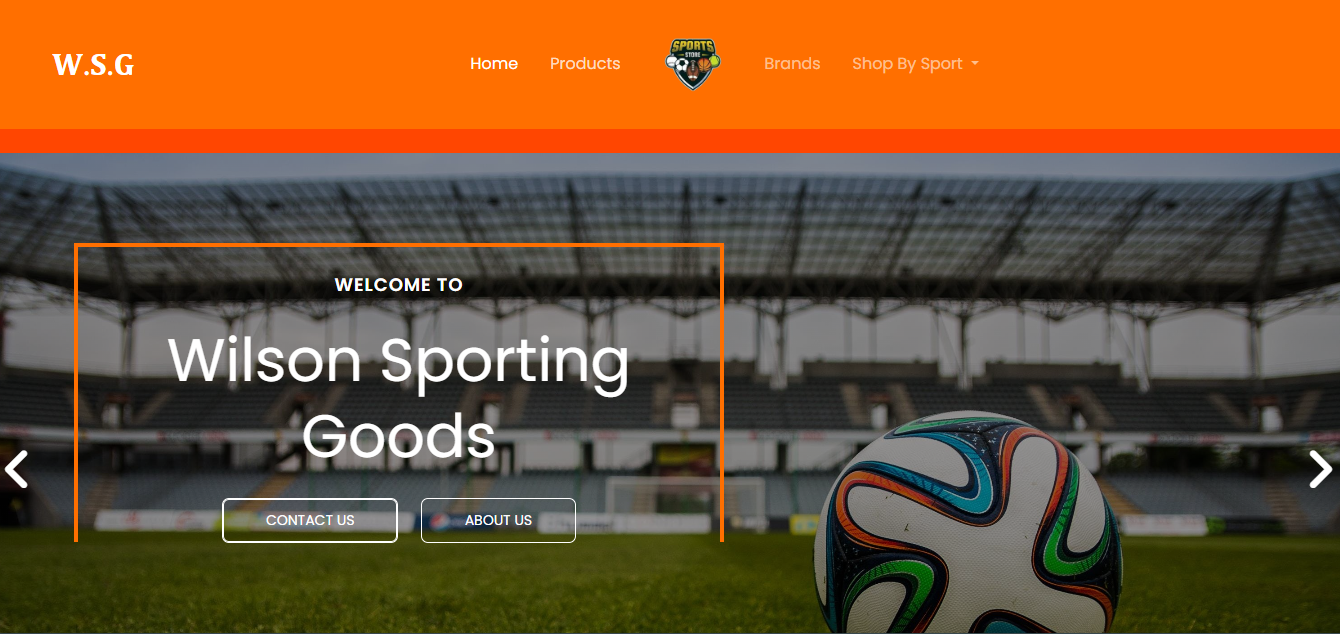 W.S.G
Home
Products
SPORTS
STORE
Brands
Shop By Sport
WELCOME TO
Wilson Sporting
Goods
CONTACT US
ABOUT US